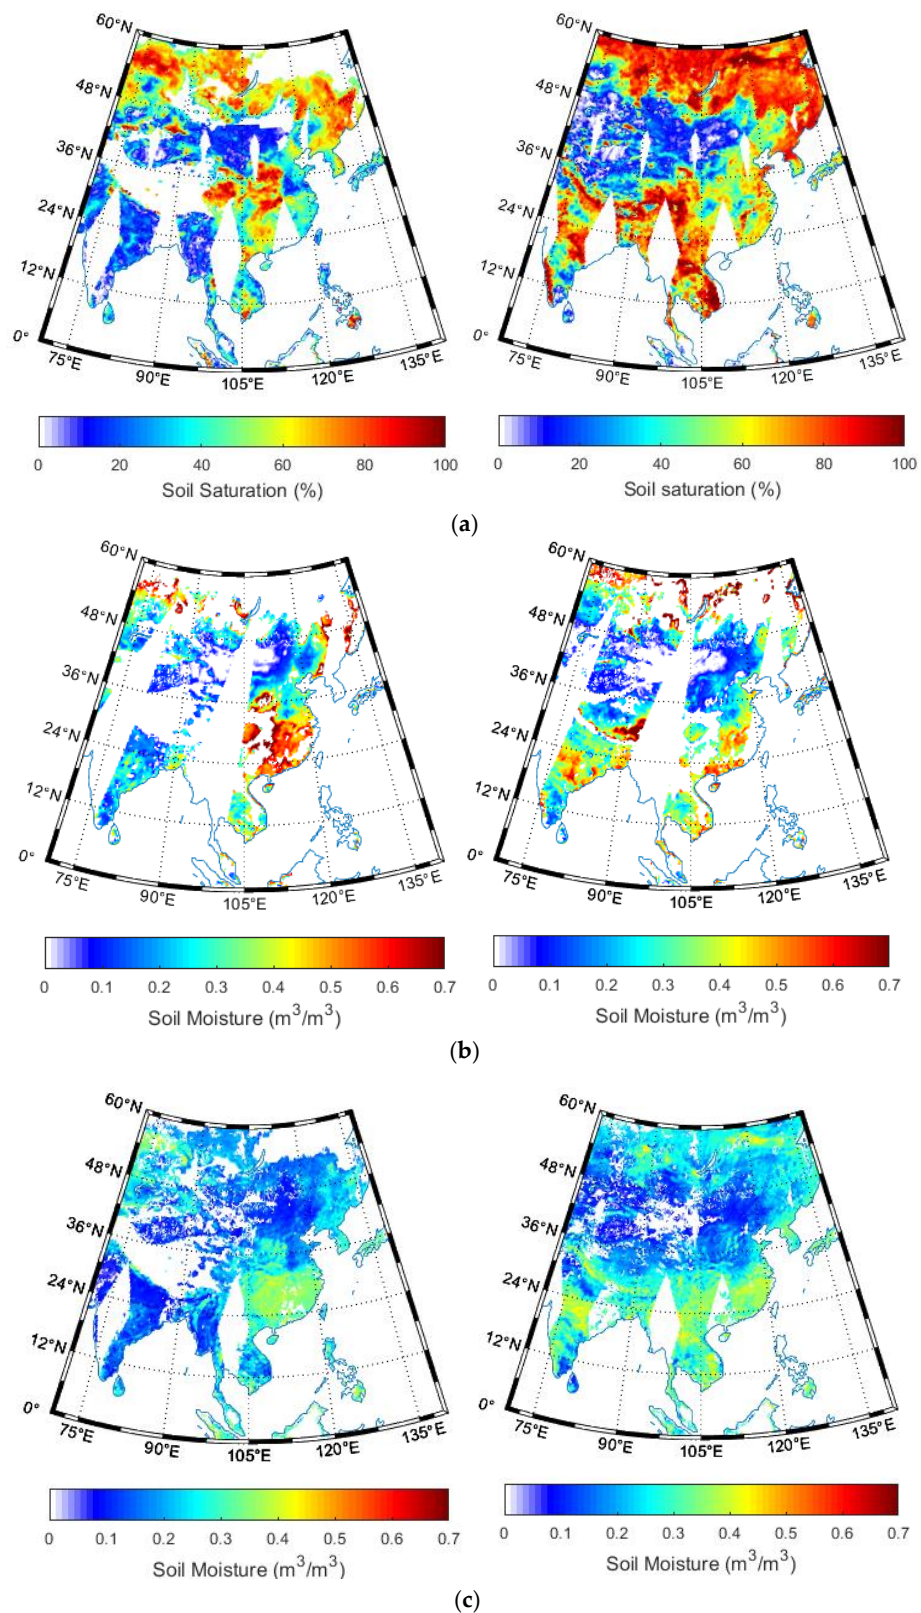 60°N 60°N
48°N 48°N
36°N 36°N
24°N 24°N
12°N 12°N
0° 0°
75°E 90°E 105°E 120°E 135°E 75°E 90°E 105°E 120°E 135°E
0 20 40 60 80 100 0 20 40 60 80 100
Soil Saturation (%) Soil saturation (%)
(a)
60°N 60°N
48°N 48°N
36°N 36°N
24°N 24°N
12°N 12°N
0° 0°
75°E 90°E 105°E 120°E 135°E 75°E 90°E 105°E 120°E 135°E
0 0.1 0.2 0.3 0.4 0.5 0.6 0.7 0 0.1 0.2 0.3 0.4 0.5 0.6 0.7
Soil Moisture (m³/m³) Soil Moisture (m³/m³)
(b)
60°N 60°N
48°N 48°N
36°N 36°N
24°N 24°N
12°N 12°N
0° 0°
75°E 90°E 105°E 120°E 135°E 75°E 90°E 105°E 120°E 135°E
0 0.1 0.2 0.3 0.4 0.5 0.6 0.7 0 0.1 0.2 0.3 0.4 0.5 0.6 0.7
Soil Moisture (m³/m³) Soil Moisture (m³/m³)
(c)